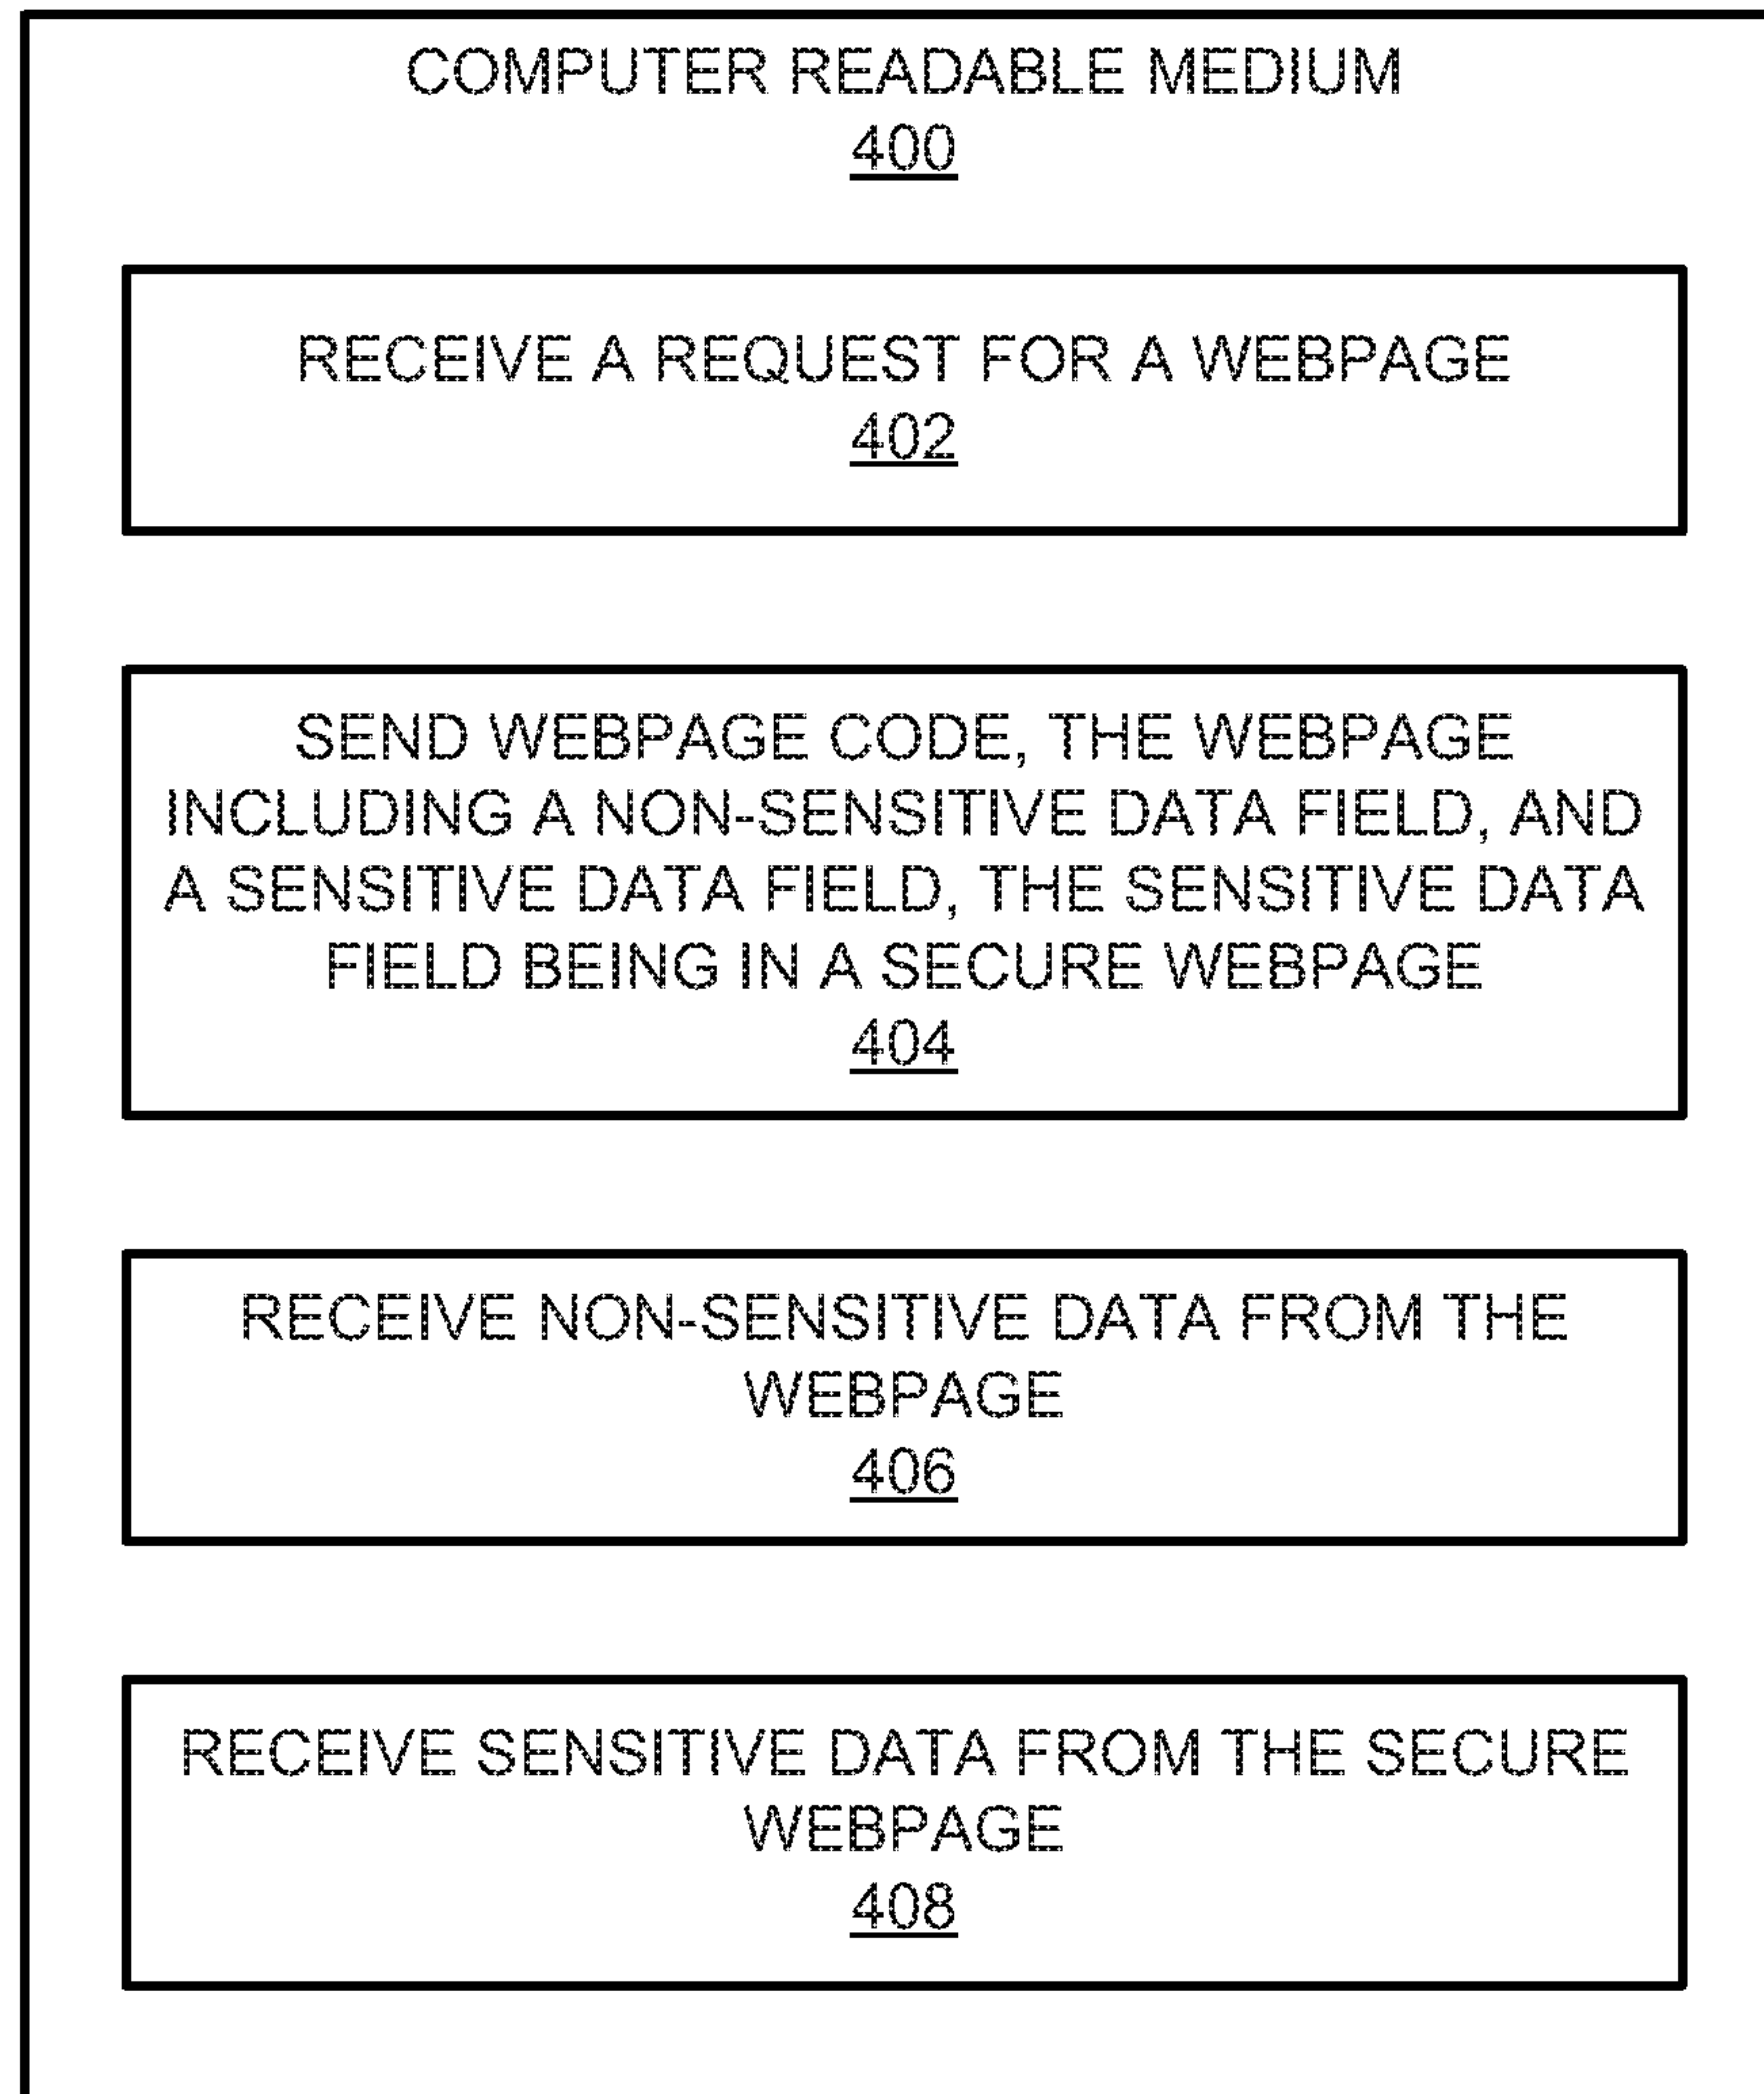 COMPUTER READABLE MEDIUM
400
RECEIVE A REQUEST FOR A WEBPAGE
402
SEND WEBPAGE CODE, THE WEBPAGE
INCLUDING A NON-SENSITIVE DATA FIELD, AND
A SENSITIVE DATA FIELD, THE SENSITIVE DATA
FIELD BEING IN A SECURE WEBPAGE
404
RECEIVE NON-SENSITIVE DATA FROM THE
WEBPAGE
406
RECEIVE SENSITIVE DATA FROM THE SECURE
WEBPAGE
408